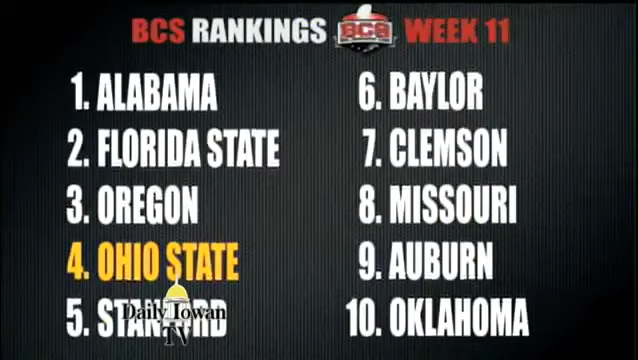 BCS RANKINGS BCS WEEK 11
1. ALABAMA
2. FLORIDA STATE
3. OREGON
4. OHIO STATE
5. STANFORD
Daily Iowan
TV
6. BAYLOR
7. CLEMSON
8. MISSOURI
9. AUBURN
10. OKLAHOMA